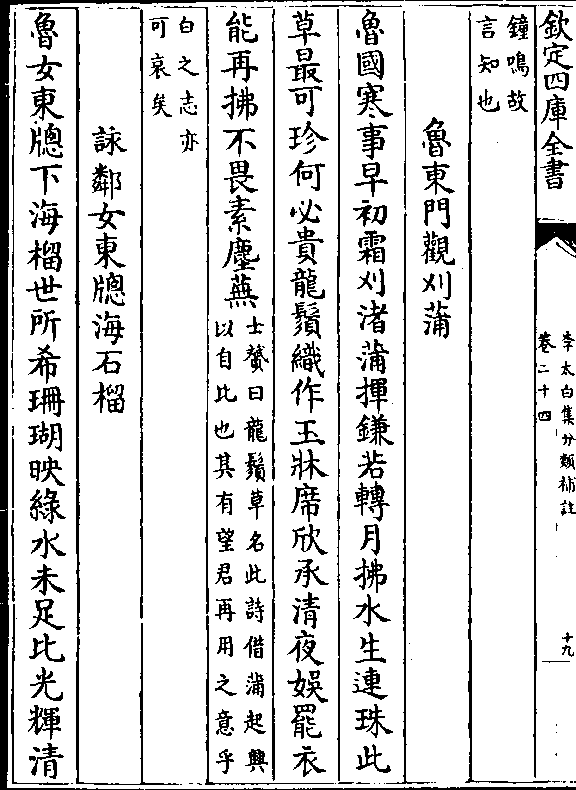 欽定四庫全書
李太白集分類補註
卷二十四
十九
鐘鳴故
言知也
魯東門觀刈蒲
魯國寒事早初霜刈渚蒲揮鎌若轉月拂水生連珠此
草最可珍何必貴龍鬚織作玉牀席欣承清夜娛羅衣
能再拂不畏素塵蕪
士贇曰龍鬚草名此詩借蒲起興
以自比也其有望君再用之意乎
白之志亦
可哀矣
詠鄰女東牕海石榴
魯女東牕下海榴世所希珊瑚映綠水未足比光輝清